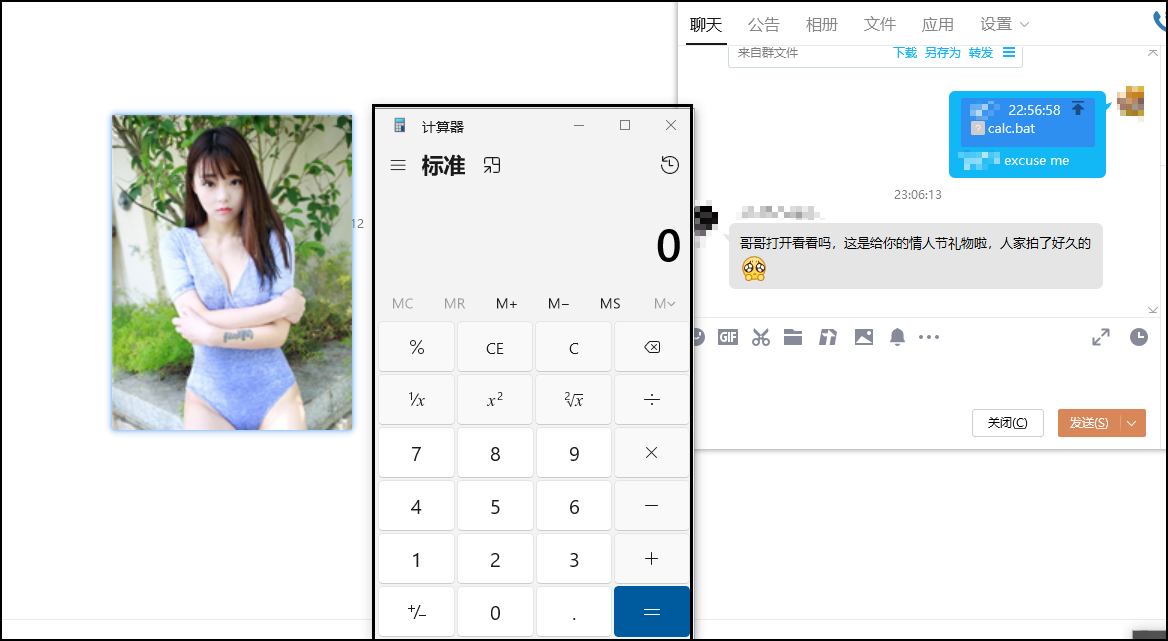 聊天 公告 相册 文件 应用 设置
来自群文件 下载 另存为 转发
22:56:58
calc.bat
excuse me
23:06:13
哥哥打开看看吗，这是给你的情人节礼物啦，人家拍了好久的
GIF
关闭(C) 发送(S)
12
计算器
标准
0
MC MR M+ M− MS M
% CE C
¹/x x² ²√x ÷
7 8 9 ×
4 5 6 −
1 2 3 +
+/− 0 . =